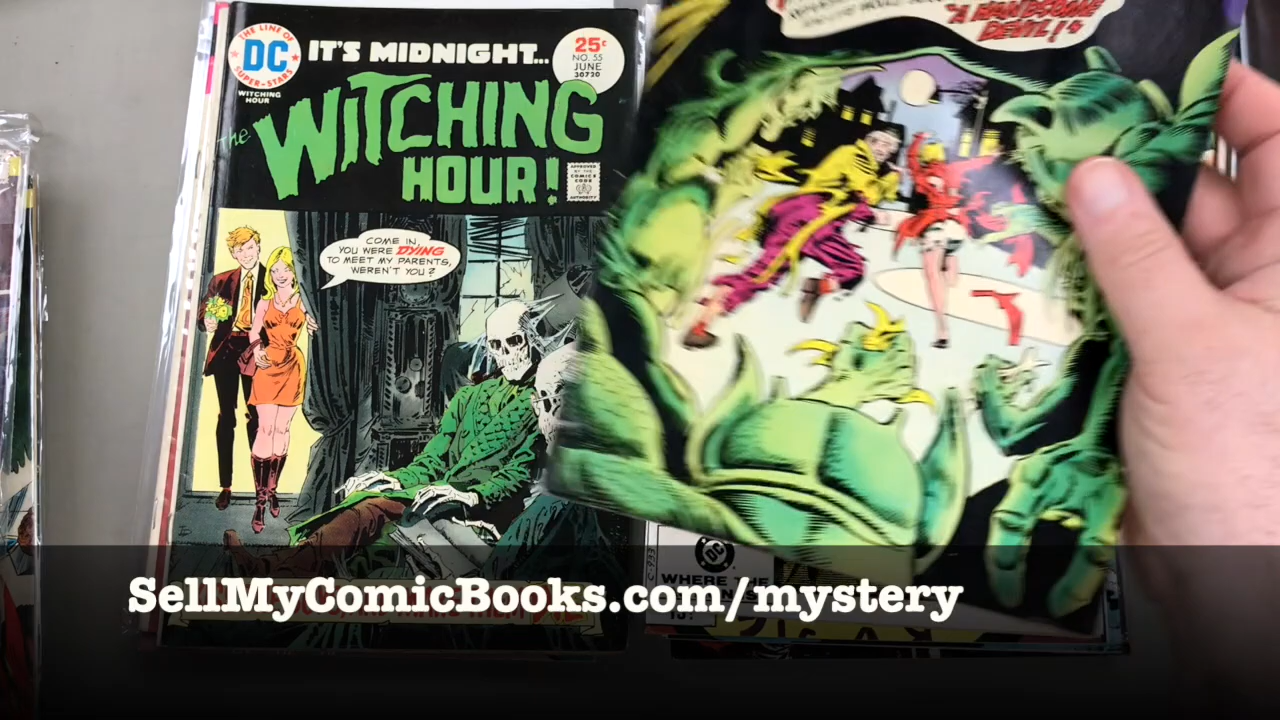 THE LINE OF
DC
SUPER-STARS
WITCHING
HOUR
IT'S MIDNIGHT...
25¢
NO. 55
JUNE
30720
the WITCHING
HOUR!
APPROVED
BY THE
COMICS
CODE
AUTHORITY
COME IN,
YOU WERE DYING
TO MEET MY PARENTS,
WEREN'T YOU?
"A HANDSOME
DEVIL!"
DC
WHERE THE
SellMyComicBooks.com/mystery